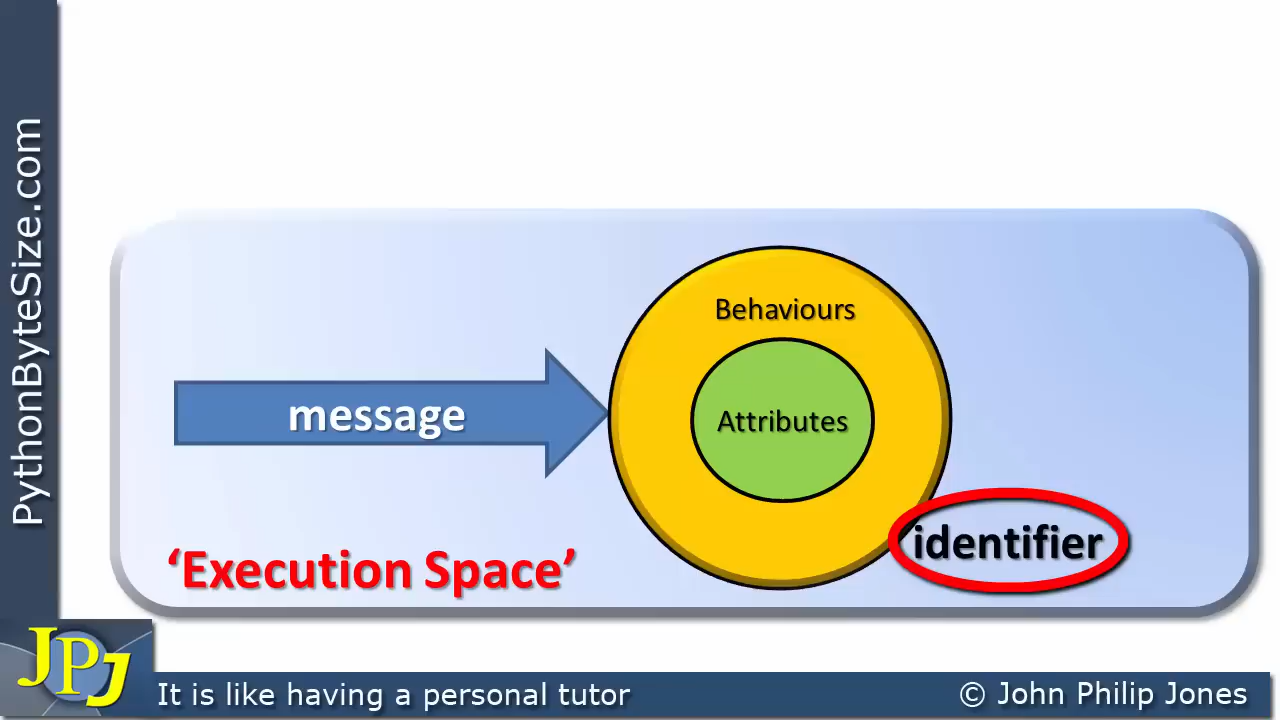 PythonByteSize.com
Behaviours
Attributes
message
identifier
‘Execution Space’
JPJ
It is like having a personal tutor
© John Philip Jones